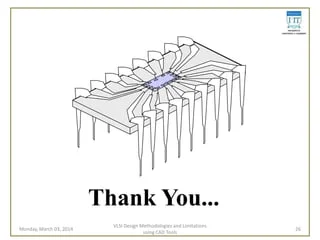 Thank You...
Monday, March 03, 2014
VLSI Design Methodologies and Limitations
using CAD Tools
26